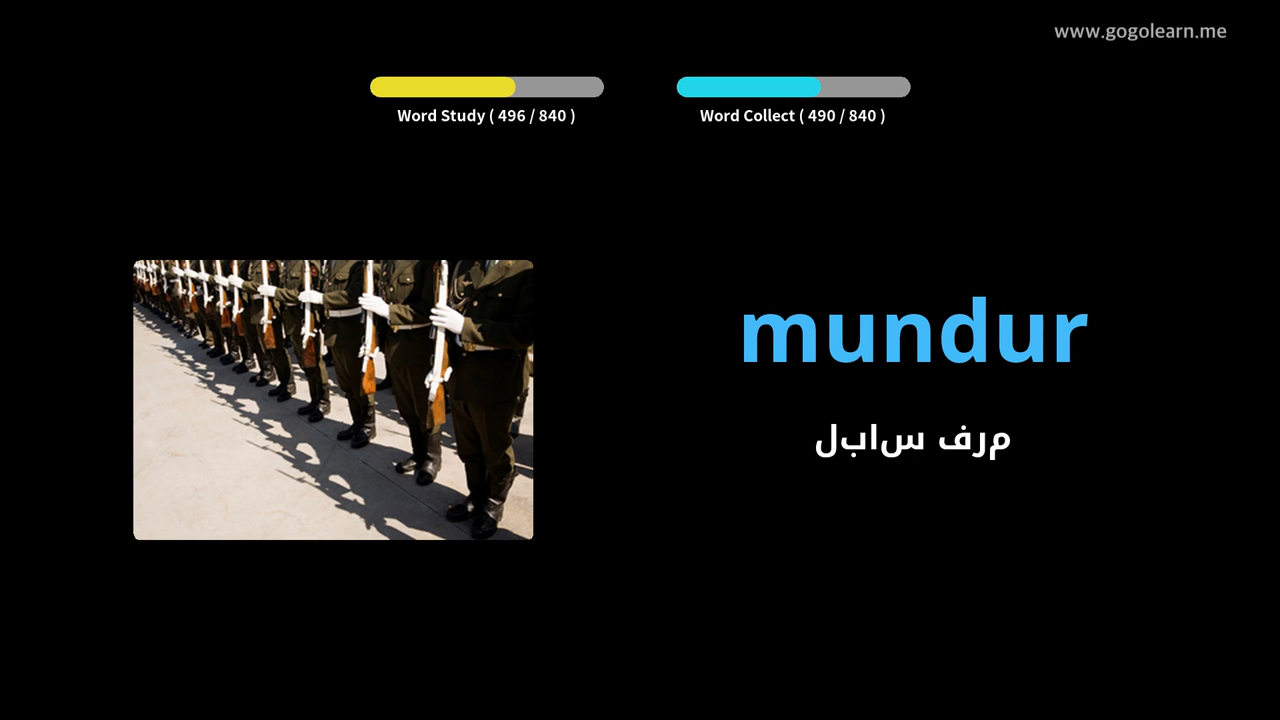 www.gogolearn.me
Word Study ( 496 / 840 )
Word Collect ( 490 / 840 )
mundur
مرف سابل